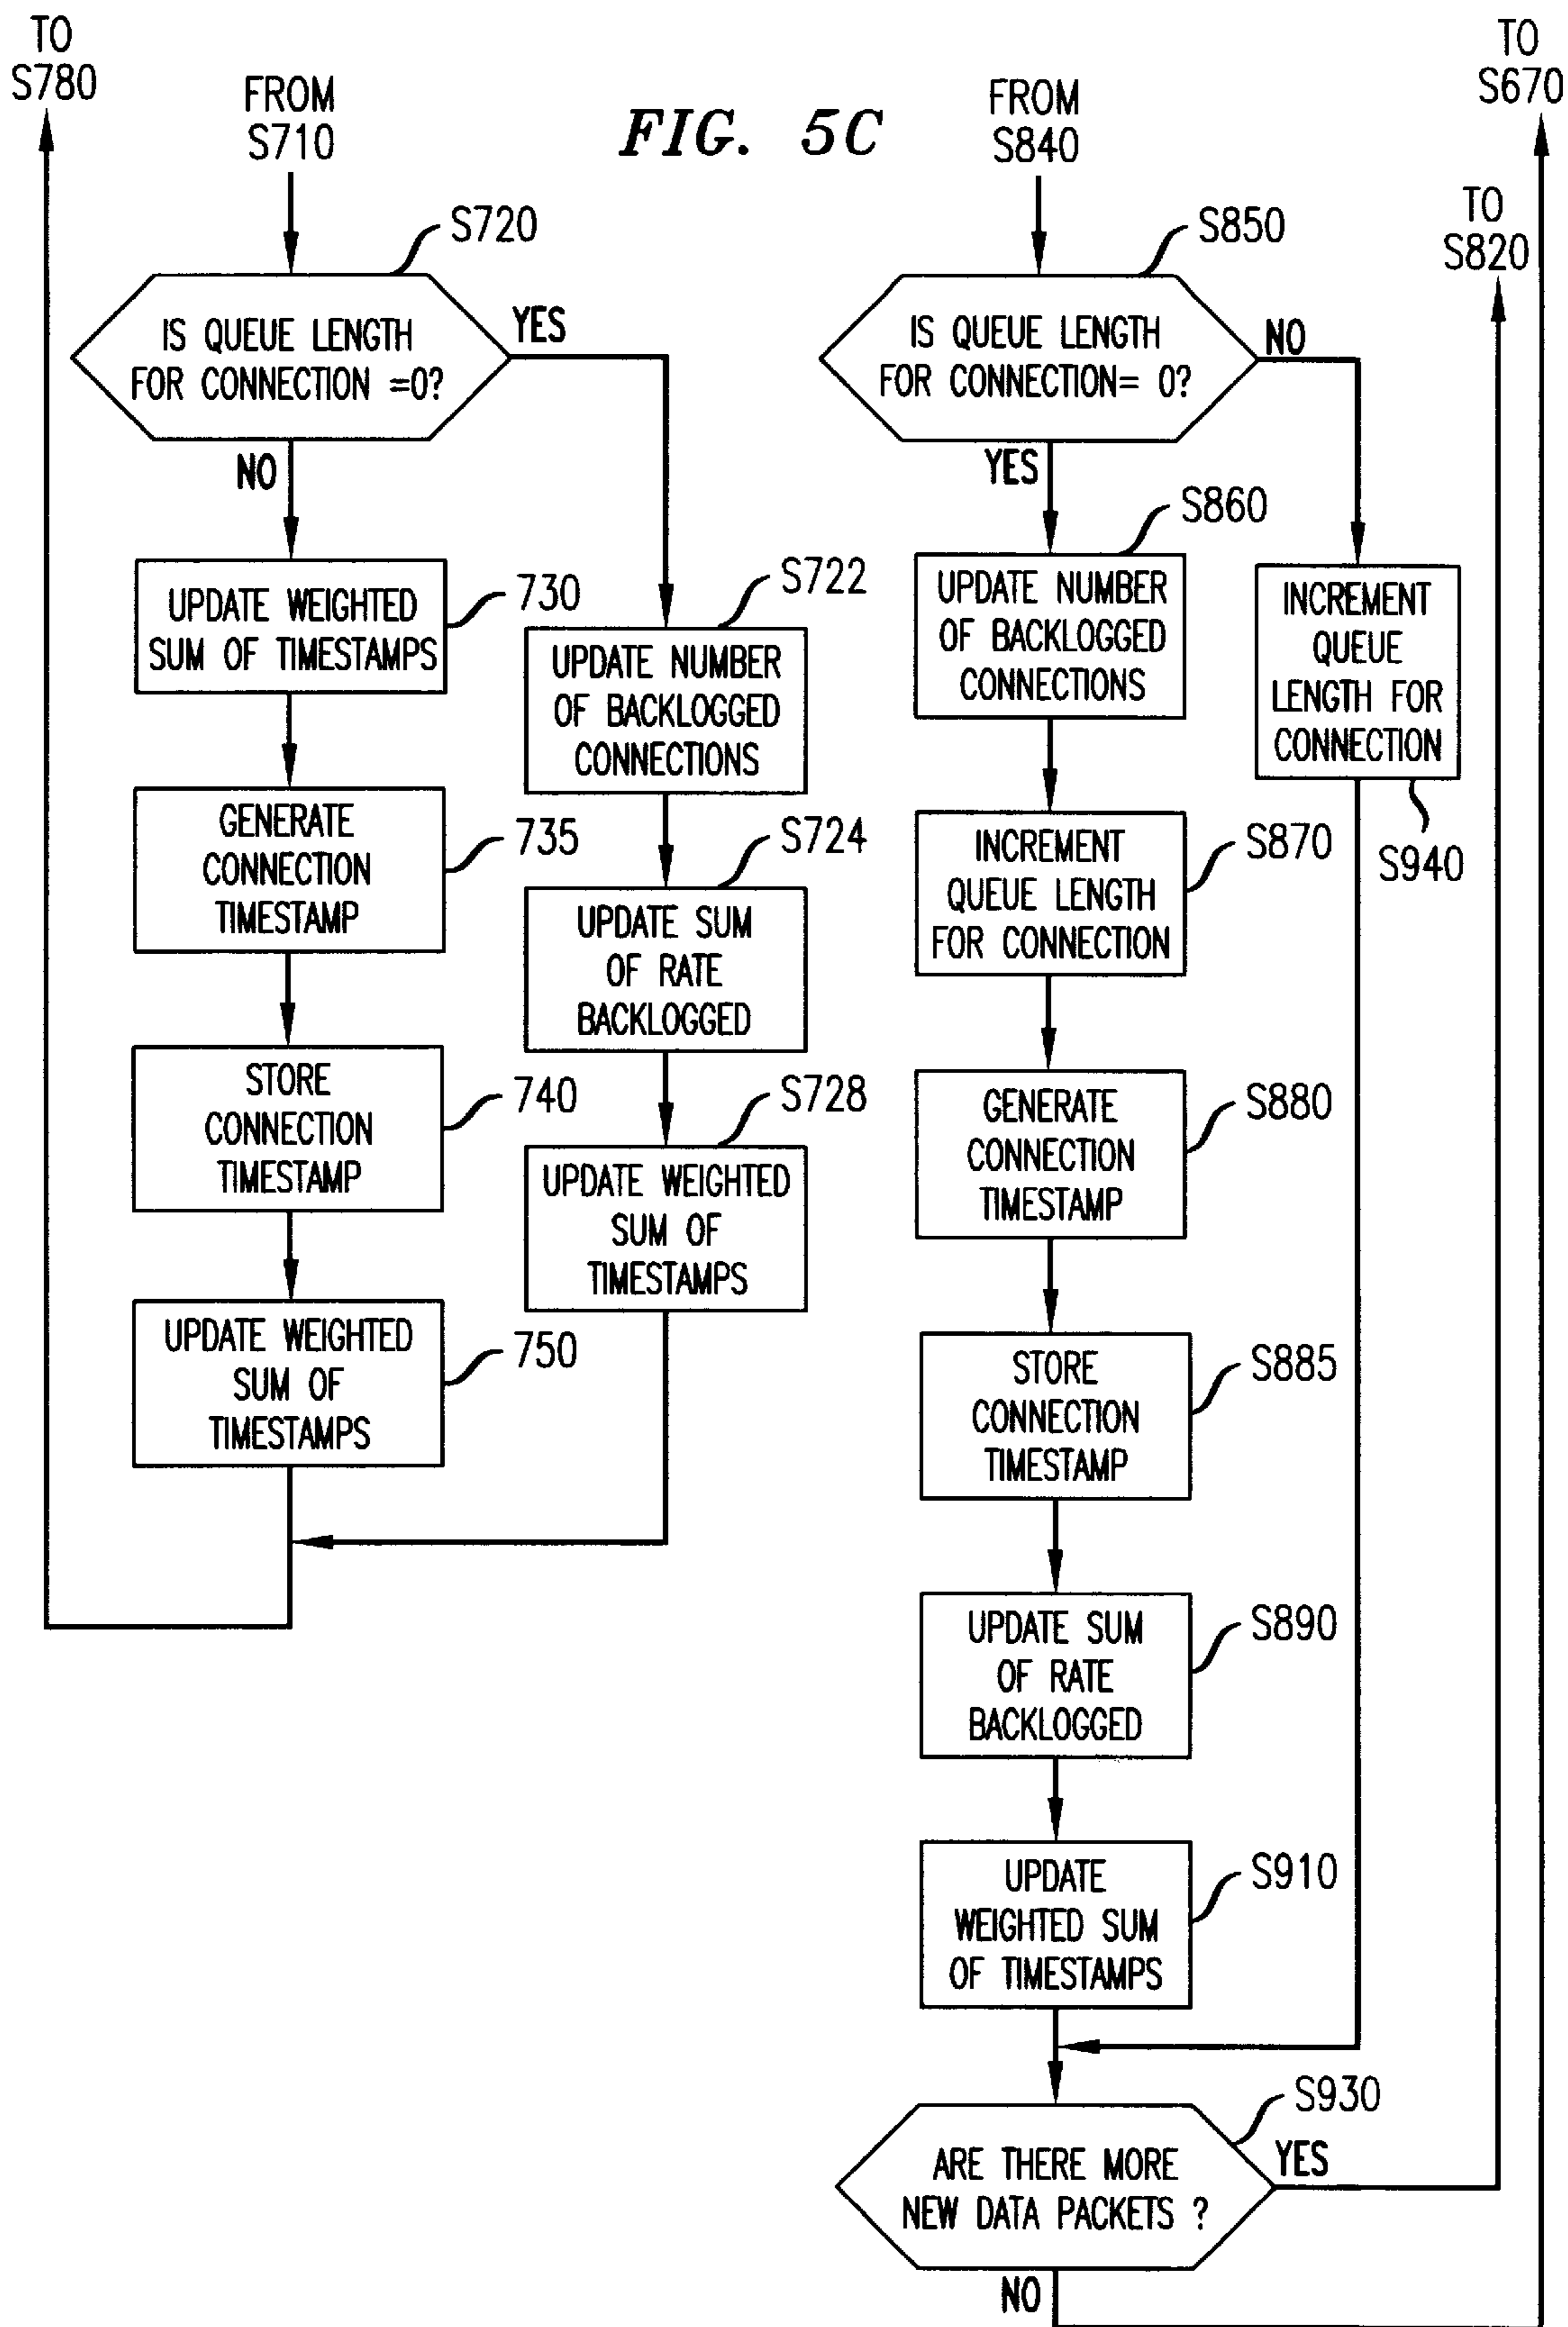 TO
S780
FROM
S710
FIG. 5C
FROM
S840
TO
S670
TO
S820
S720
IS QUEUE LENGTH
FOR CONNECTION =0?
YES
NO
730
UPDATE WEIGHTED
SUM OF TIMESTAMPS
735
GENERATE
CONNECTION
TIMESTAMP
740
STORE
CONNECTION
TIMESTAMP
750
UPDATE WEIGHTED
SUM OF
TIMESTAMPS
S722
UPDATE NUMBER
OF BACKLOGGED
CONNECTIONS
S724
UPDATE SUM
OF RATE
BACKLOGGED
S728
UPDATE WEIGHTED
SUM OF
TIMESTAMPS
S850
IS QUEUE LENGTH
FOR CONNECTION= 0?
NO
YES
S860
UPDATE NUMBER
OF BACKLOGGED
CONNECTIONS
INCREMENT
QUEUE
LENGTH FOR
CONNECTION
S940
S870
INCREMENT
QUEUE LENGTH
FOR CONNECTION
S880
GENERATE
CONNECTION
TIMESTAMP
S885
STORE
CONNECTION
TIMESTAMP
S890
UPDATE SUM
OF RATE
BACKLOGGED
S910
UPDATE
WEIGHTED SUM
OF TIMESTAMPS
S930
ARE THERE MORE
NEW DATA PACKETS ?
YES
NO